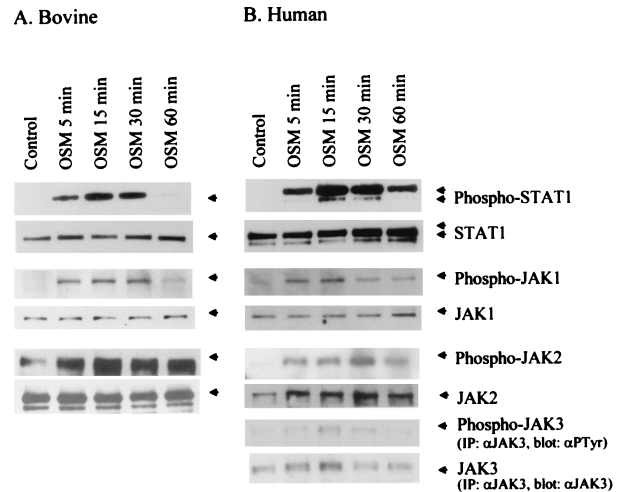 A. Bovine
B. Human
Control
OSM 5 min
OSM 15 min
OSM 30 min
OSM 60 min
Control
OSM 5 min
OSM 15 min
OSM 30 min
OSM 60 min
Phospho-STAT1
STAT1
Phospho-JAK1
JAK1
Phospho-JAK2
JAK2
Phospho-JAK3
(IP: αJAK3, blot: αPTyr)
JAK3
(IP: αJAK3, blot: αJAK3)